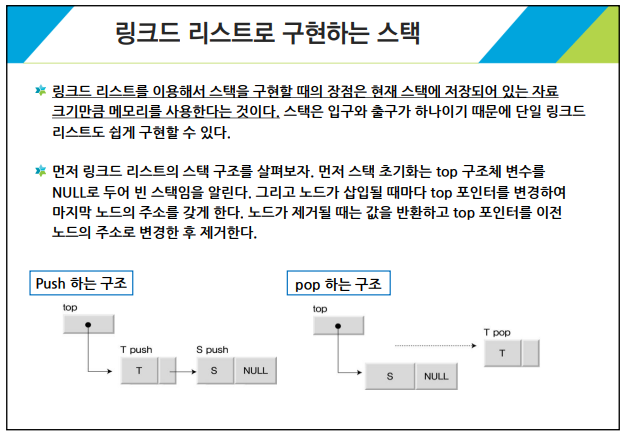 링크드 리스트로 구현하는 스택
링크드 리스트를 이용해서 스택을 구현할 때의 장점은 현재 스택에 저장되어 있는 자료
크기만큼 메모리를 사용한다는 것이다. 스택은 입구와 출구가 하나이기 때문에 단일 링크드
리스트도 쉽게 구현할 수 있다.
먼저 링크드 리스트의 스택 구조를 살펴보자. 먼저 스택 초기화는 top 구조체 변수를
NULL로 두어 빈 스택임을 알린다. 그리고 노드가 삽입될 때마다 top 포인터를 변경하여
마지막 노드의 주소를 갖게 한다. 노드가 제거될 때는 값을 반환하고 top 포인터를 이전
노드의 주소로 변경한 후 제거한다.
Push 하는 구조
top
T push
S push
T
S
NULL
pop 하는 구조
top
T pop
T
S
NULL